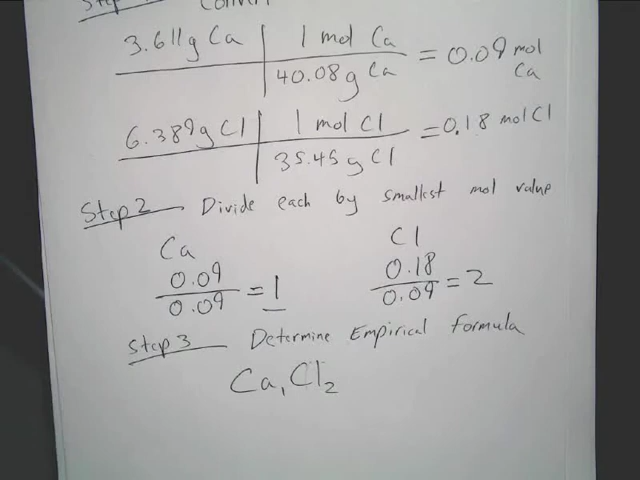 3.611g Ca | 1 mol Ca = 0.09 mol Ca
40.08g Ca
6.389g Cl | 1 mol Cl = 0.18 mol Cl
35.45 g Cl
Step 2 Divide each by smallest mol value
Ca Cl
0.09 / 0.09 = 1 0.18 / 0.09 = 2
Step 3 Determine Empirical formula
Ca₁Cl₂